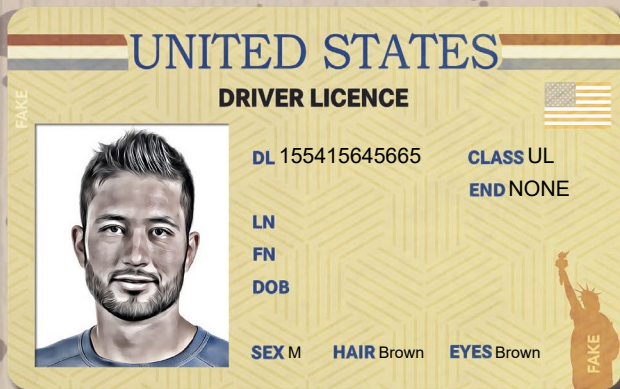 UNITED STATES
DRIVER LICENCE
FAKE
DL 155415645665 CLASS UL
END NONE
LN
FN
DOB
SEX M HAIR Brown EYES Brown
FAKE